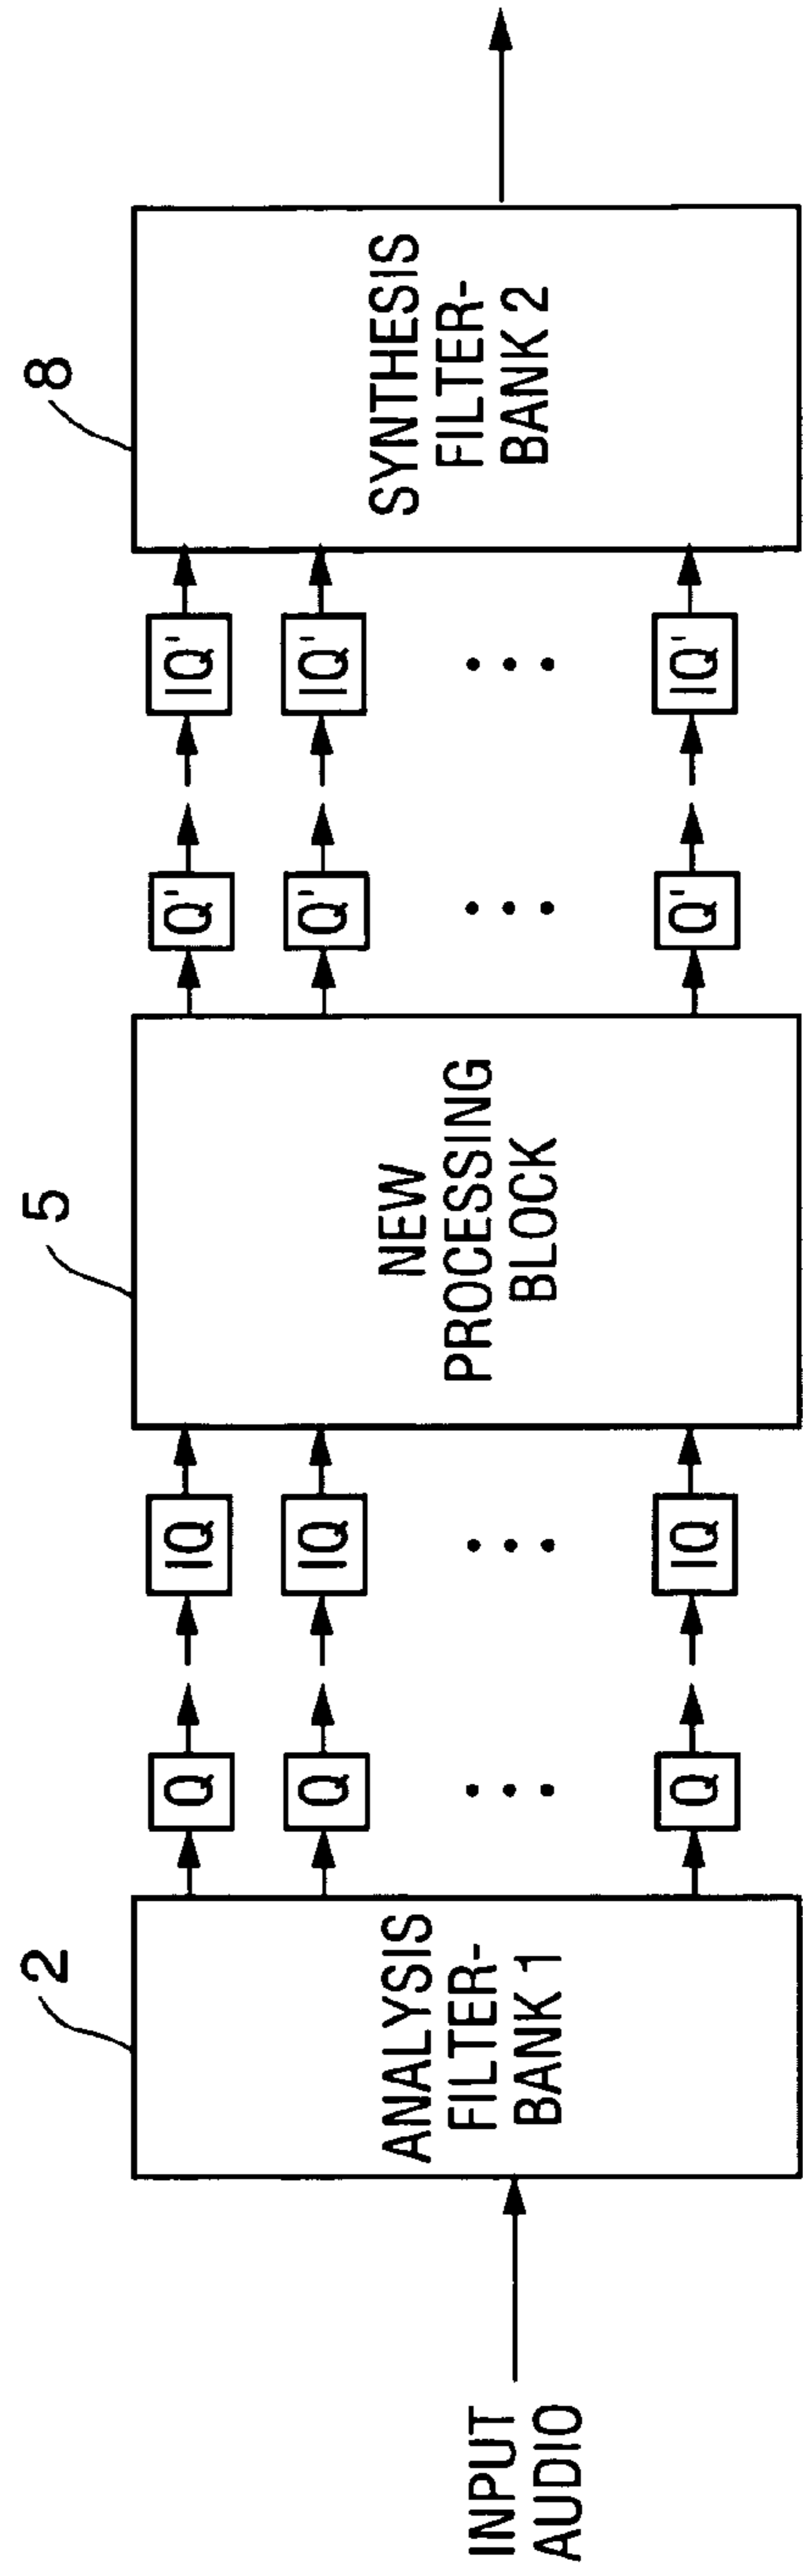 INPUT
AUDIO
2
ANALYSIS
FILTER-
BANK 1
Q
Q
Q
IQ
IQ
IQ
5
NEW
PROCESSING
BLOCK
Q'
Q'
Q'
IQ'
IQ'
IQ'
8
SYNTHESIS
FILTER-
BANK 2